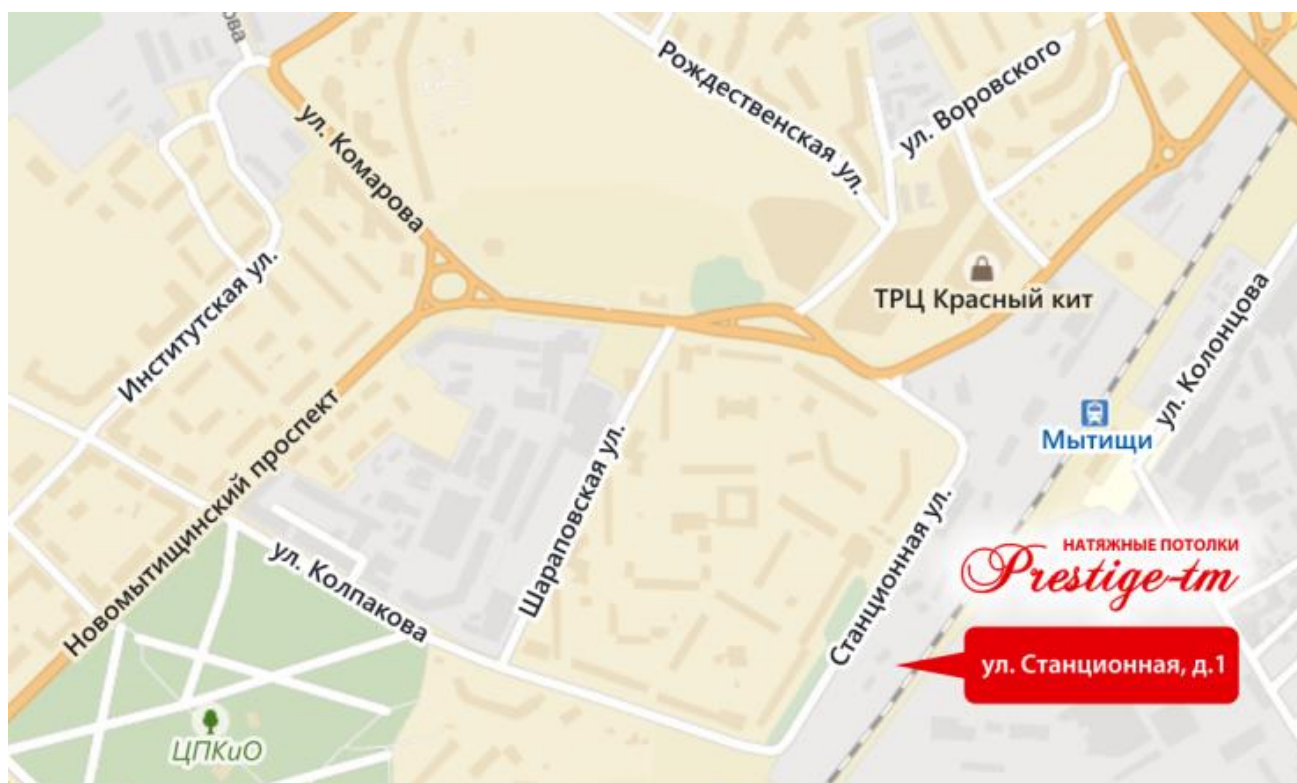 ова
ул. Комарова
Рождественская ул.
ул. Воровского
Институтская ул.
ТРЦ Красный кит
ул. Колонцова
Мытищи
Новомытищинский проспект
Шараповская ул.
Станционная ул.
ул. Колпакова
НАТЯЖНЫЕ ПОТОЛКИ
Prestige-tm
ул. Станционная, д.1
ЦПКиО